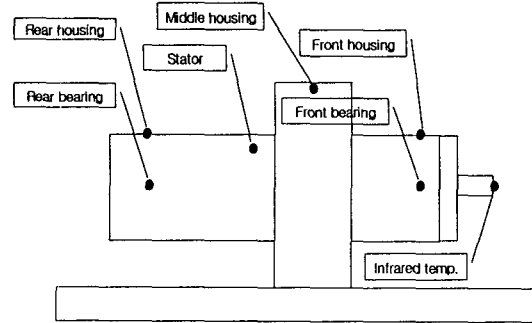 Middle housing
Rear housing
Front housing
Stator
Rear bearing
Front bearing
Infrared temp.